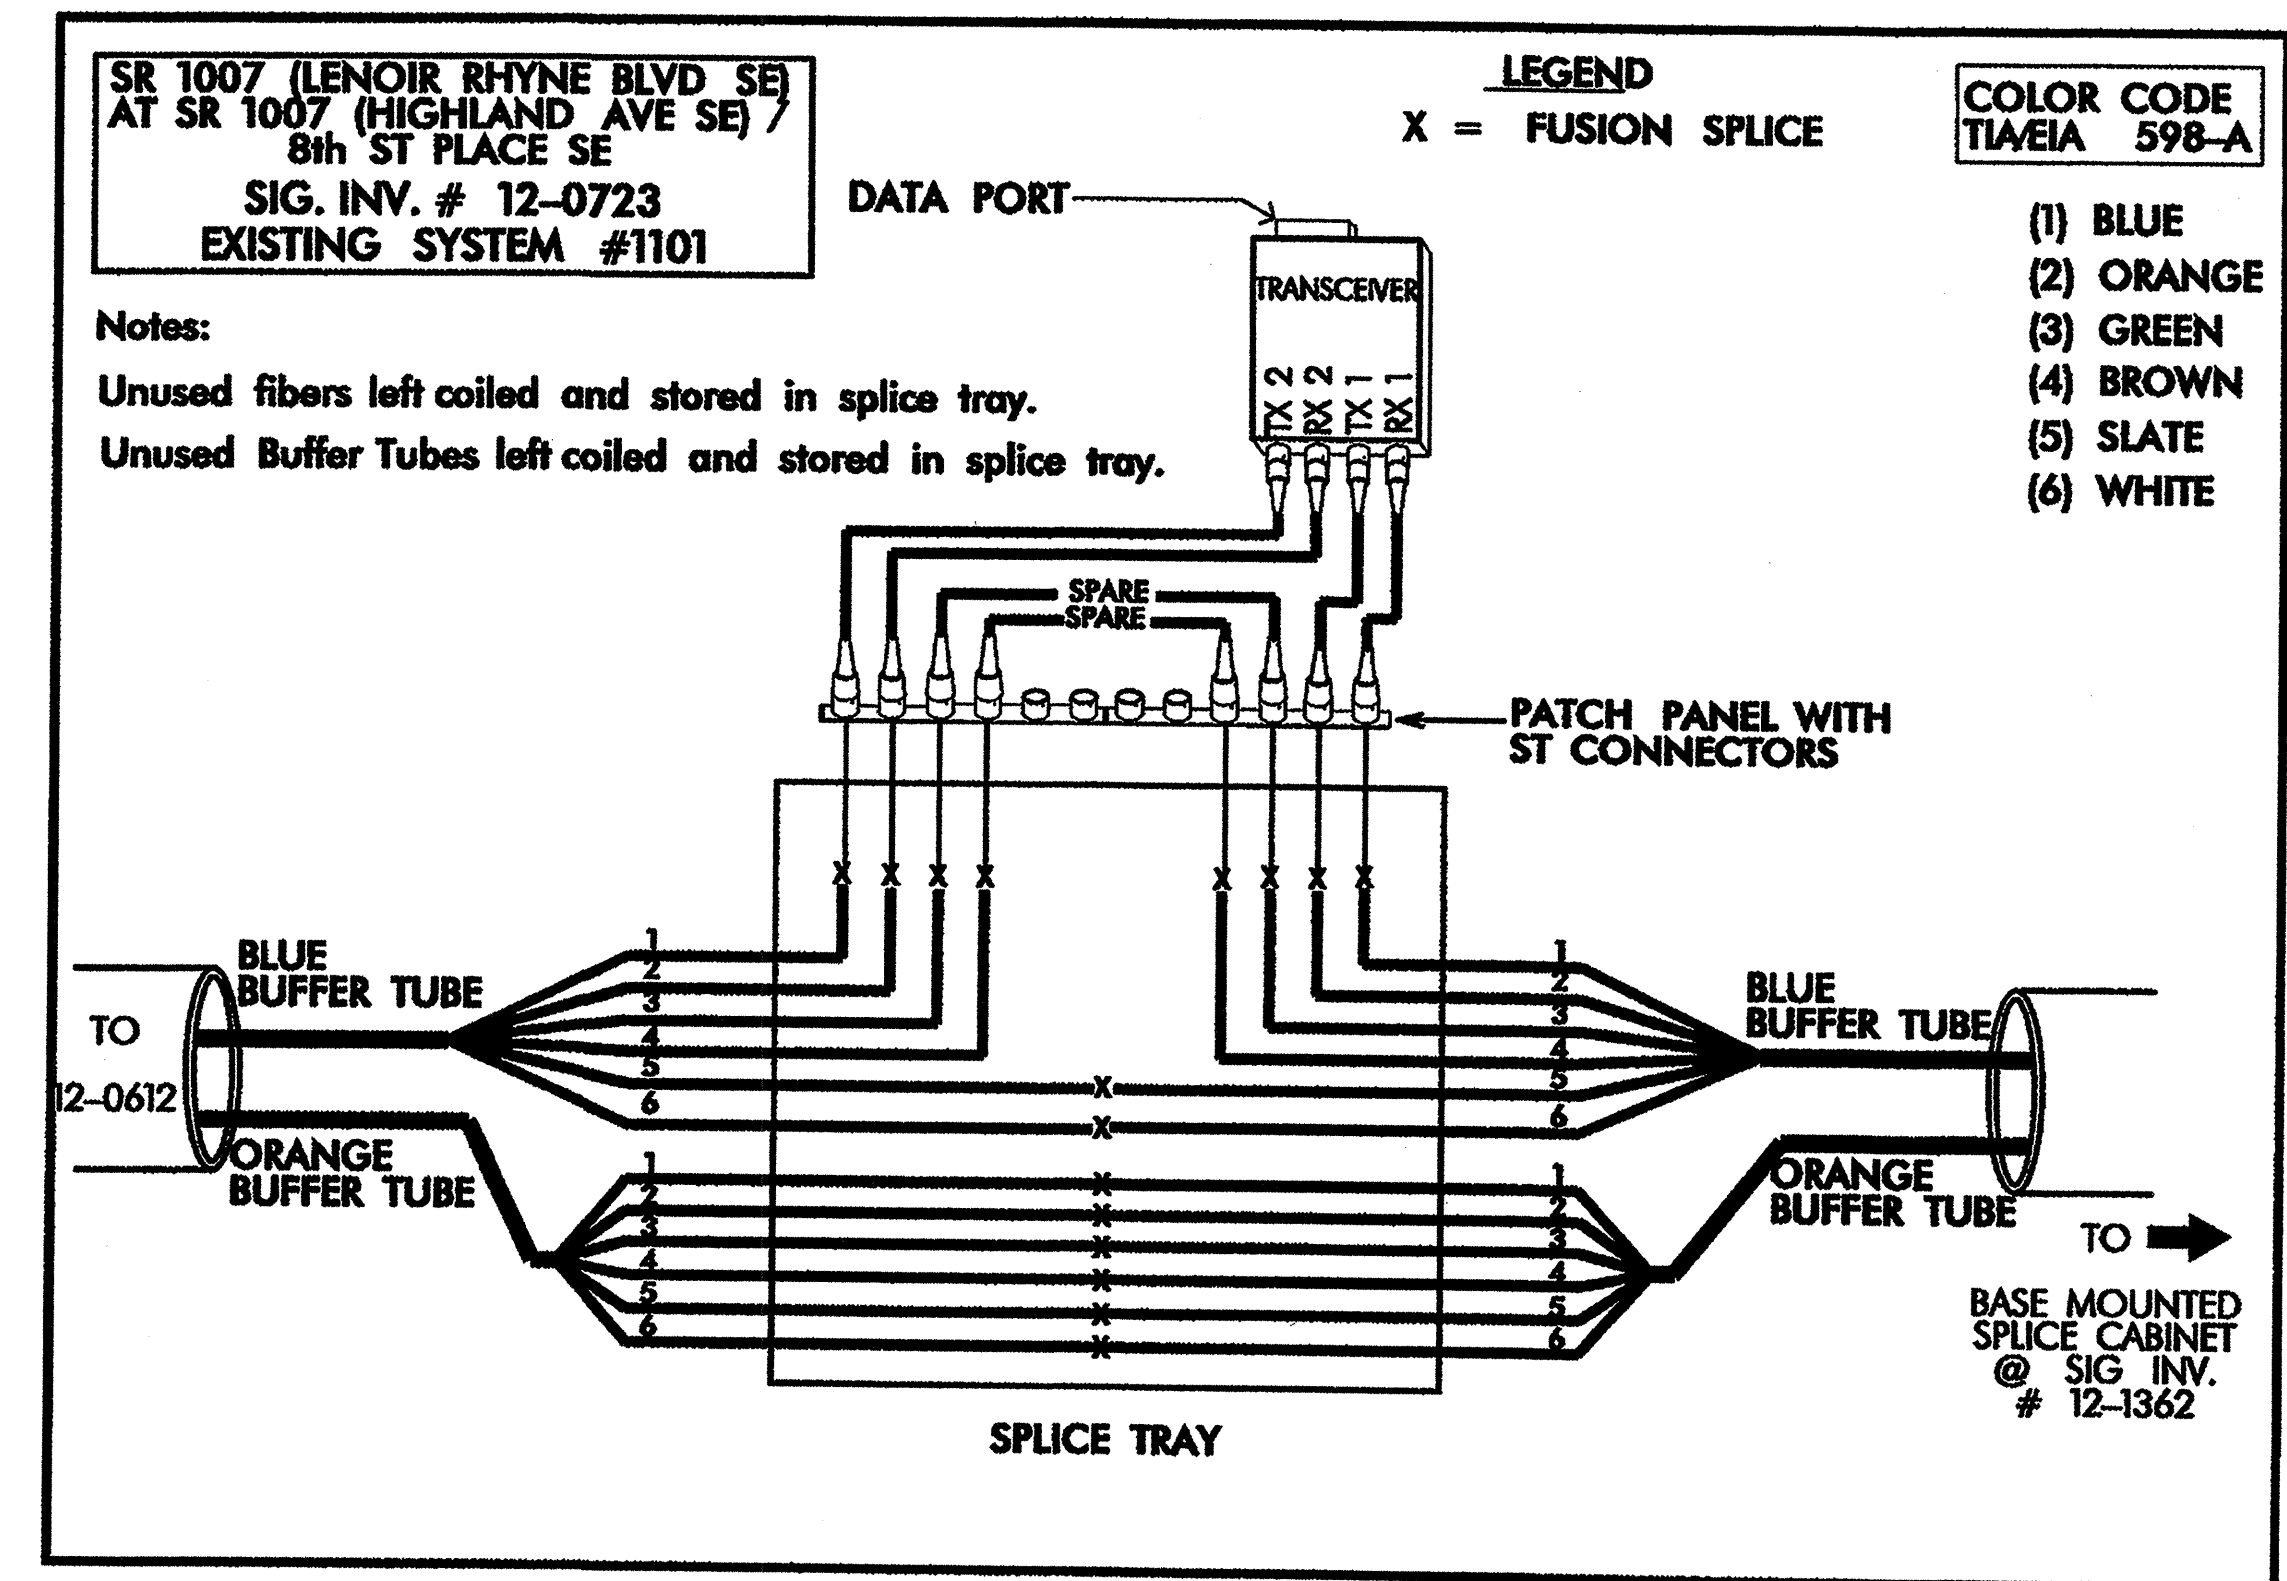 SR 1007 (LENOIR RHYNE BLVD SE)
AT SR 1007 (HIGHLAND AVE SE) /
8th ST PLACE SE
SIG. INV. # 12-0723
EXISTING SYSTEM #1101
Notes:
Unused fibers left coiled and stored in splice tray.
Unused Buffer Tubes left coiled and stored in splice tray.
LEGEND
X = FUSION SPLICE
COLOR CODE
TIA/EIA 598-A
(1) BLUE
(2) ORANGE
(3) GREEN
(4) BROWN
(5) SLATE
(6) WHITE
DATA PORT
TRANSCEIVER
TX 2
RX 2
TX 1
RX 1
SPARE
SPARE
PATCH PANEL WITH
ST CONNECTORS
X X X X X X X X
BLUE
BUFFER TUBE
TO
12-0612
ORANGE
BUFFER TUBE
1
2
3
4
5
6
X
X
1
2
3
4
5
6
X
X
X
X
X
X
1
2
3
4
5
6
1
2
3
4
5
6
BLUE
BUFFER TUBE
ORANGE
BUFFER TUBE
TO
BASE MOUNTED
SPLICE CABINET
@ SIG INV.
# 12-1362
SPLICE TRAY